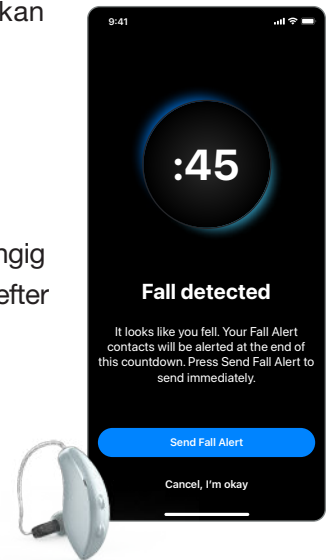 kan
9:41
:45
ngig
efter
Fall detected
It looks like you fell. Your Fall Alert
contacts will be alerted at the end of
this countdown. Press Send Fall Alert to
send immediately.
Send Fall Alert
Cancel, I'm okay